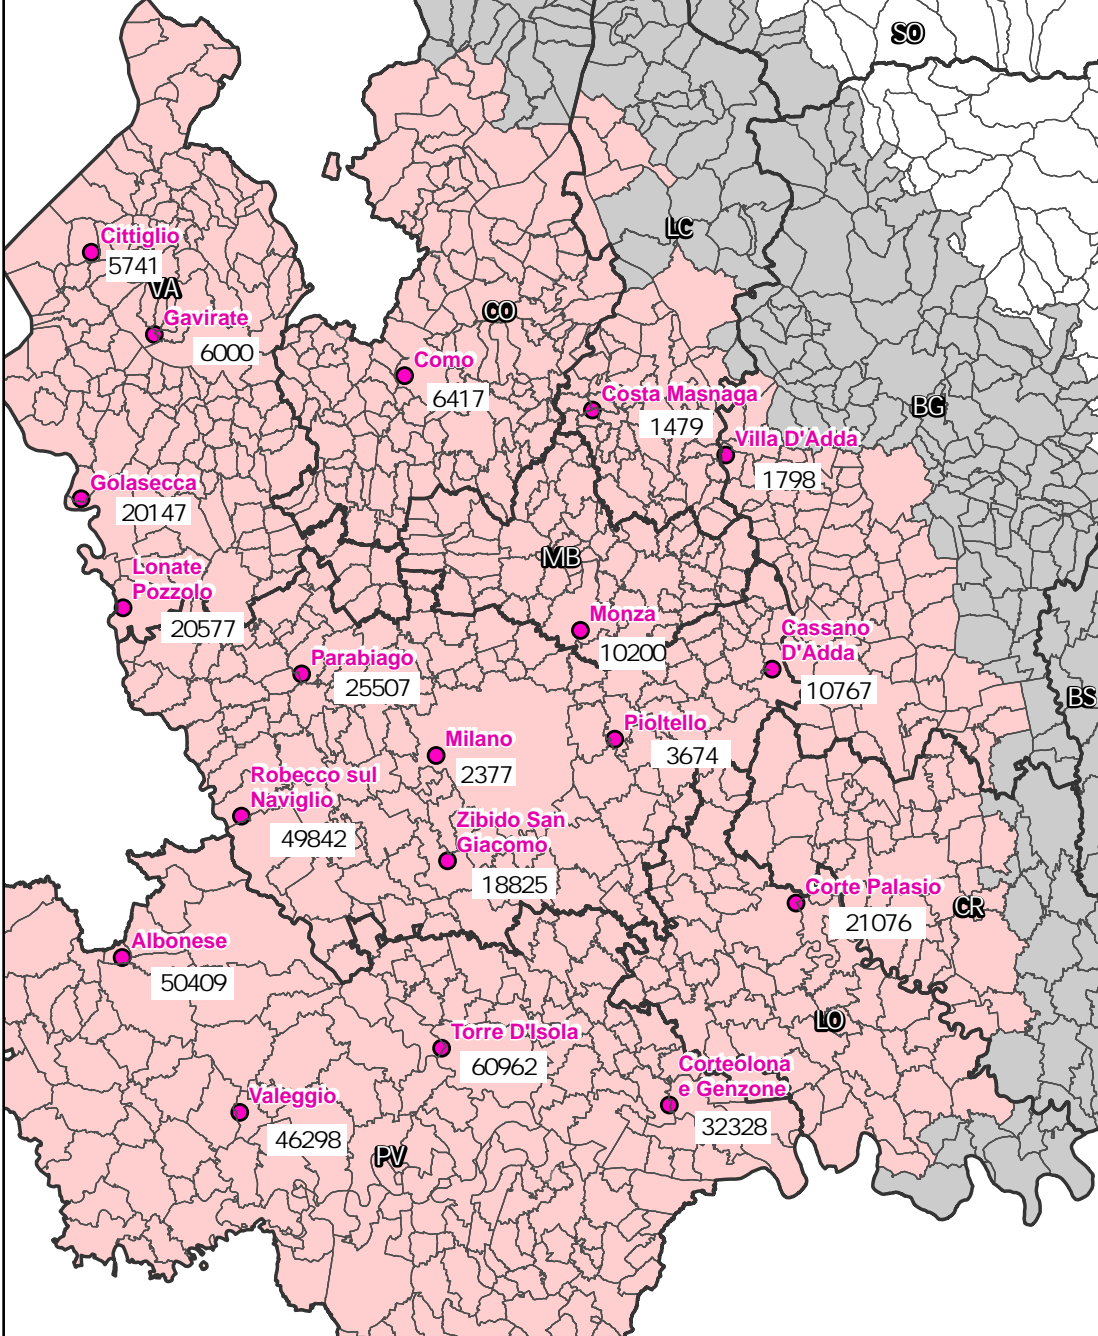 SO
LC
Cittiglio
5741
VA
Gavirate
6000
CO
Como
6417
Costa Masnaga
1479
BG
Villa D'Adda
1798
Golasecca
20147
Lonate
Pozzolo
20577
MB
Monza
10200
Cassano
D'Adda
10767
Parabiago
25507
BS
Pioltello
3674
Milano
2377
Robecco sul
Naviglio
49842
Zibido San
Giacomo
18825
Corte Palasio
21076
CR
Albonese
50409
LO
Torre D'Isola
60962
Corteolona
e Genzone
32328
Valeggio
46298
PV